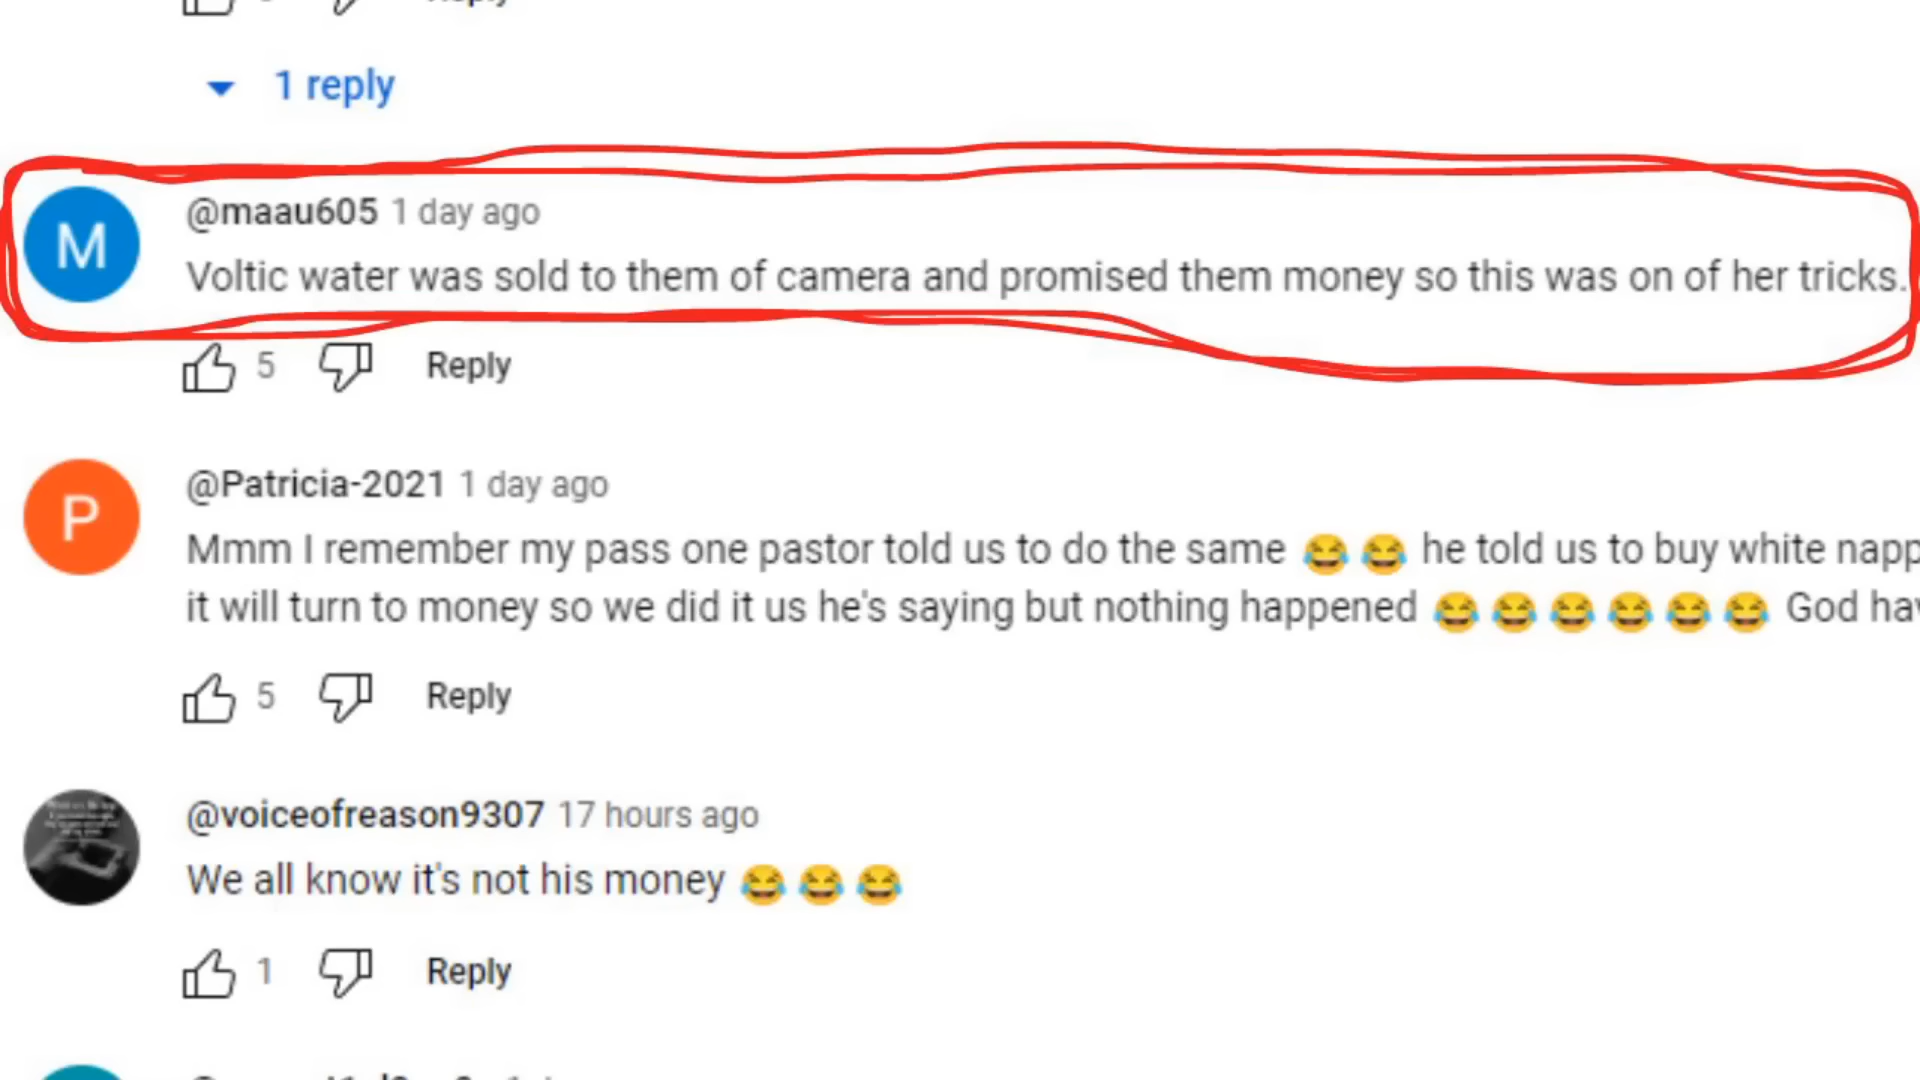 Reply
1 reply
M
@maau605 1 day ago
Voltic water was sold to them of camera and promised them money so this was on of her tricks.
5 Reply
P
@Patricia-2021 1 day ago
Mmm I remember my pass one pastor told us to do the same 😂😂 he told us to buy white napp
it will turn to money so we did it us he's saying but nothing happened 😂😂😂😂😂😂 God hav
5 Reply
@voiceofreason9307 17 hours ago
We all know it's not his money 😂😂😂
1 Reply